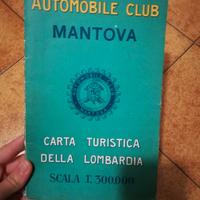 AUTOMOBILE CLUB
MANTOVA
CARTA TURISTICA
DELLA LOMBARDIA
SCALA 1:300.000